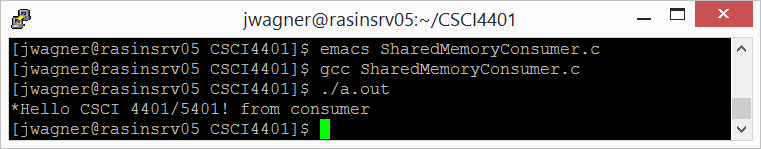 jwagner@rasinsrv05:~/CSCI4401
[jwagner@rasinsrv05 CSCI4401]$ emacs SharedMemoryConsumer.c
[jwagner@rasinsrv05 CSCI4401]$ gcc SharedMemoryConsumer.c
[jwagner@rasinsrv05 CSCI4401]$ ./a.out
*Hello CSCI 4401/5401! from consumer
[jwagner@rasinsrv05 CSCI4401]$